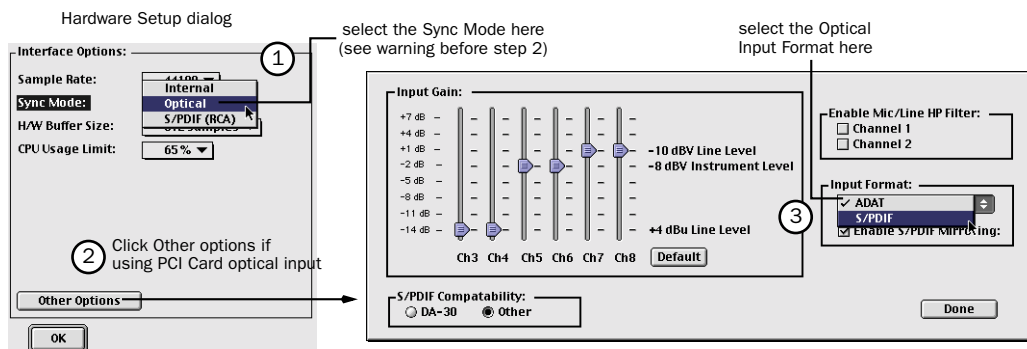 Hardware Setup dialog
select the Sync Mode here
(see warning before step 2)
select the Optical
Input Format here
Interface Options:
1
Sample Rate:
Internal
Sync Mode:
Optical
S/PDIF (RCA)
H/W Buffer Size:
CPU Usage Limit:
65%
2
Click Other options if
using PCI Card optical input
Other Options
OK
Input Gain:
+7 dB
+4 dB
+1 dB
-2 dB
-5 dB
-8 dB
-11 dB
-14 dB
-10 dBV Line Level
-8 dBV Instrument Level
+4 dBu Line Level
Ch3 Ch4 Ch5 Ch6 Ch7 Ch8
Default
Enable Mic/Line HP Filter:
Channel 1
Channel 2
3
Input Format:
ADAT
S/PDIF
Enable S/PDIF Mirroring:
S/PDIF Compatability:
DA-30 Other
Done